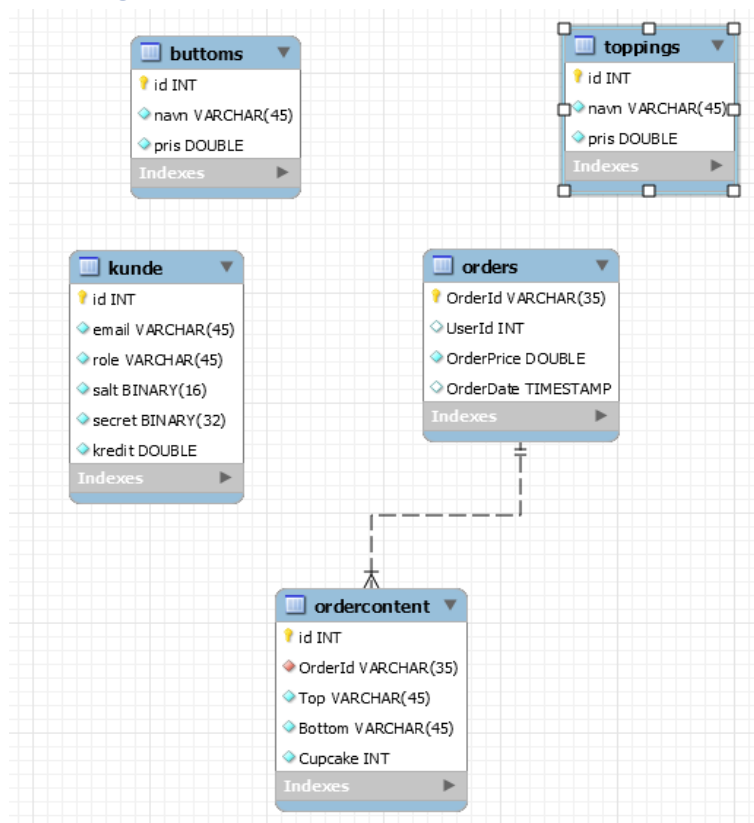 buttoms
id INT
navn VARCHAR(45)
pris DOUBLE
Indexes
toppings
id INT
navn VARCHAR(45)
pris DOUBLE
Indexes
kunde
id INT
email VARCHAR(45)
role VARCHAR(45)
salt BINARY(16)
secret BINARY(32)
kredit DOUBLE
Indexes
orders
OrderId VARCHAR(35)
UserId INT
OrderPrice DOUBLE
OrderDate TIMESTAMP
Indexes
ordercontent
id INT
OrderId VARCHAR(35)
Top VARCHAR(45)
Bottom VARCHAR(45)
Cupcake INT
Indexes